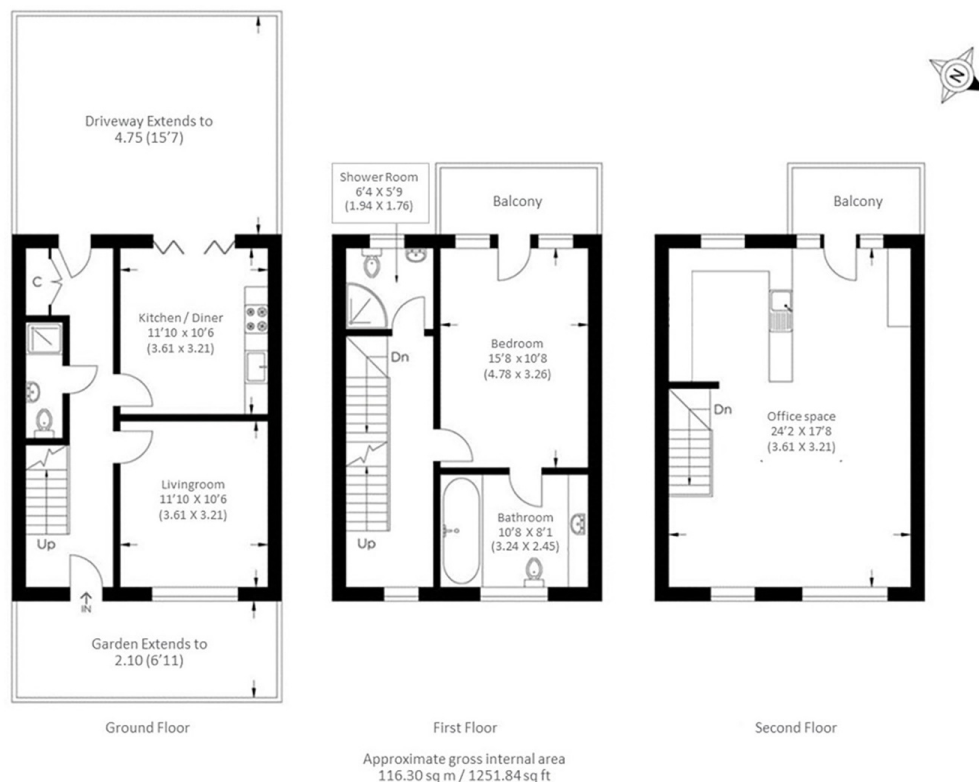 N
Driveway Extends to
4.75 (15'7)
C
Kitchen / Diner
11'10 x 10'6
(3.61 x 3.21)
Livingroom
11'10 X 10'6
(3.61 X 3.21)
Up
IN
Garden Extends to
2.10 (6'11)
Ground Floor
Shower Room
6'4 X 5'9
(1.94 X 1.76)
Balcony
Dn
Bedroom
15'8 x 10'8
(4.78 x 3.26)
Up
Bathroom
10'8 X 8'1
(3.24 X 2.45)
First Floor
Balcony
Dn
Office space
24'2 X 17'8
(3.61 X 3.21)
Second Floor
Approximate gross internal area
116.30 sq m / 1251.84 sq ft